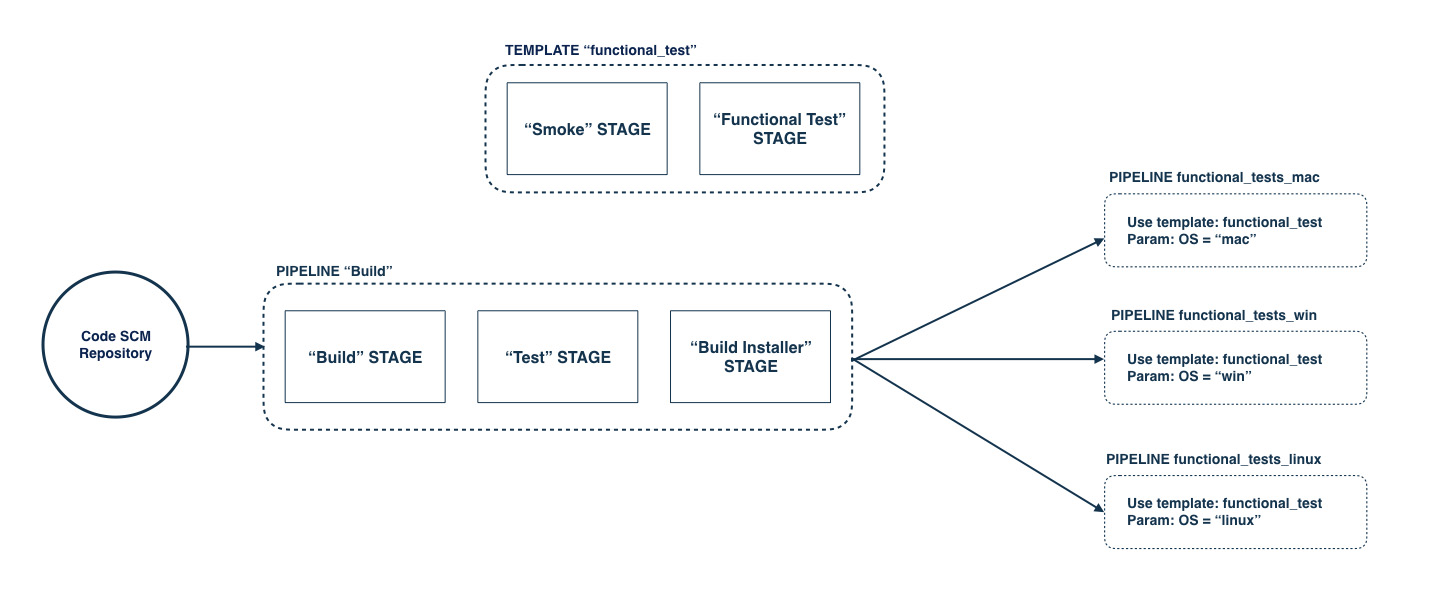 TEMPLATE “functional_test”
“Smoke” STAGE
“Functional Test”
STAGE
PIPELINE “Build”
Code SCM
Repository
“Build” STAGE
“Test” STAGE
“Build Installer”
STAGE
PIPELINE functional_tests_mac
Use template: functional_test
Param: OS = “mac”
PIPELINE functional_tests_win
Use template: functional_test
Param: OS = “win”
PIPELINE functional_tests_linux
Use template: functional_test
Param: OS = “linux”